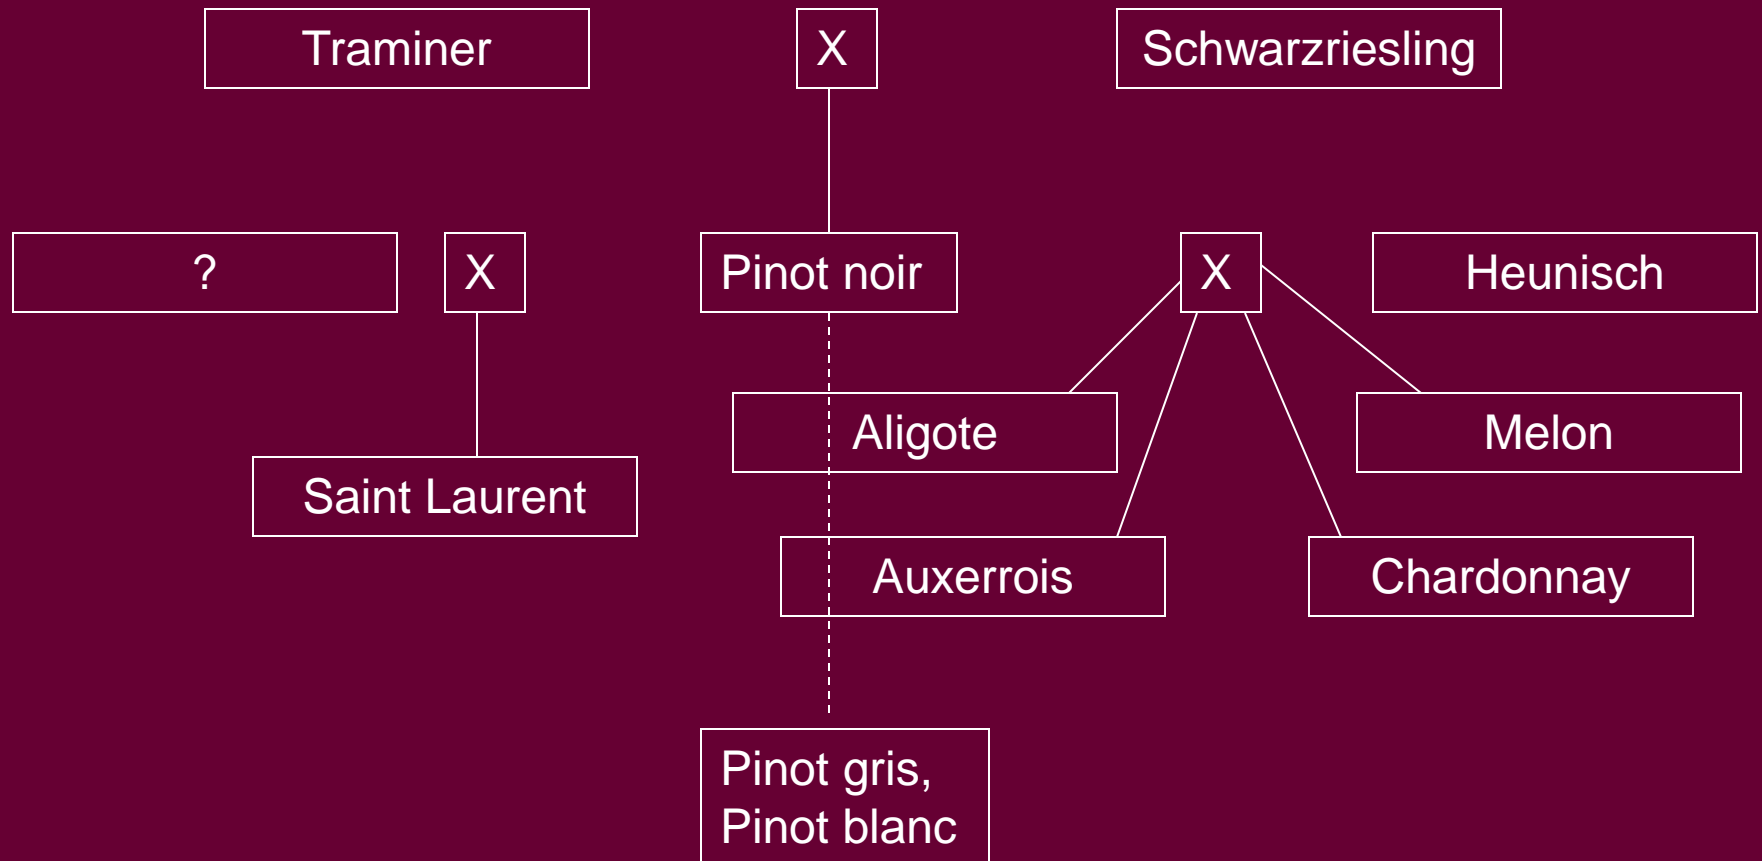 Traminer
X
Schwarzriesling
?
X
Pinot noir
X
Heunisch
Aligote
Melon
Saint Laurent
Auxerrois
Chardonnay
Pinot gris,
Pinot blanc